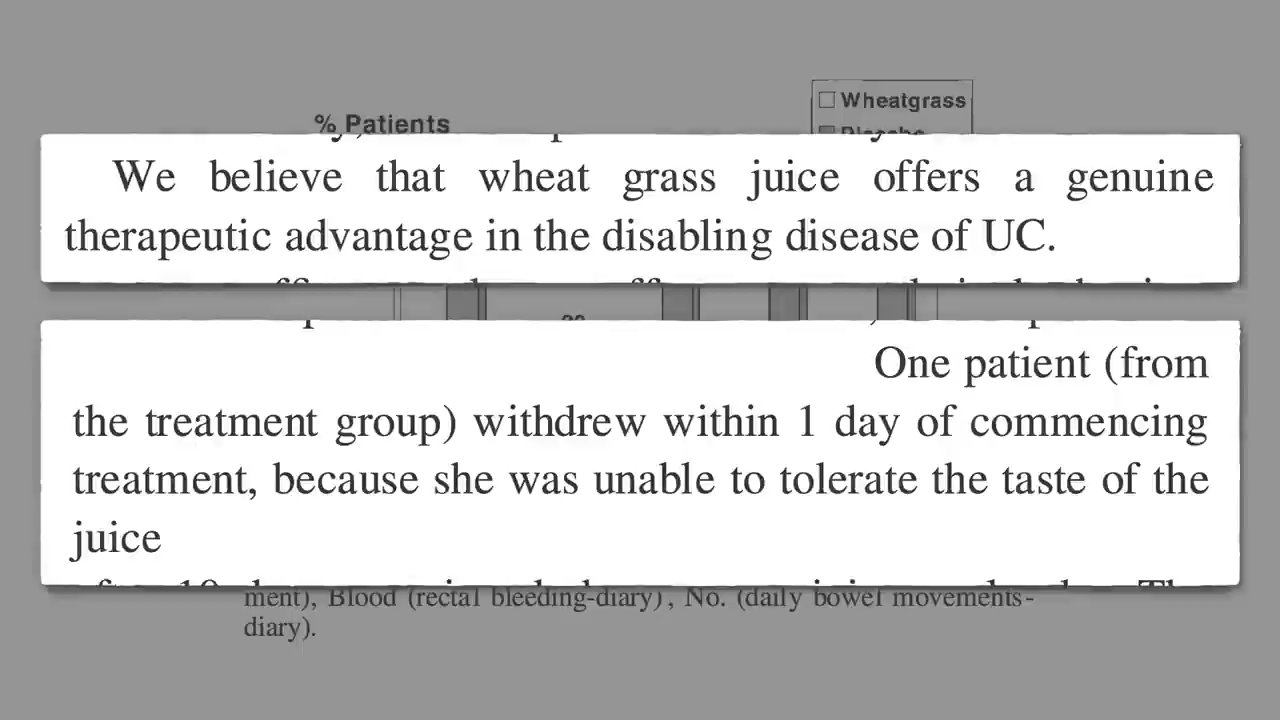 % Patients
Wheatgrass
We believe that wheat grass juice offers a genuine
therapeutic advantage in the disabling disease of UC.
One patient (from
the treatment group) withdrew within 1 day of commencing
treatment, because she was unable to tolerate the taste of the
juice
ment), Blood (rectal bleeding-diary), No. (daily bowel movements-
diary).